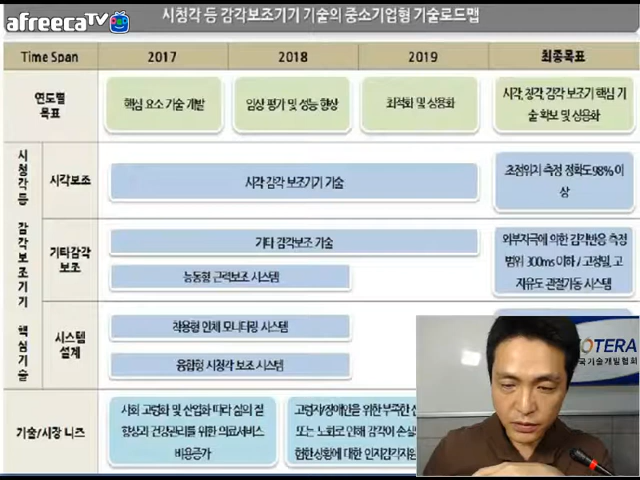 afreecaTV
시청각 등 감각보조기기 기술의 중소기업형 기술로드맵
Time Span 2017 2018 2019 최종목표
연도별
목표
핵심 요소 기술 개발
임상 평가 및 성능 향상
최적화 및 상용화
시각, 청각, 감각 보조기 핵심 기
술 확보 및 상용화
시청각 등 감각보조기기 핵심기술
시각보조
시각 감각 보조기기 기술
초점위치 측정 정확도 98% 이
상
기타감각
보조
기타 감각보조 기술
능동형 근력보조 시스템
외부자극에 의한 감각반응 측정
범위 300ms 이하 / 고정밀, 고
자유도 관절가동 시스템
시스템
설계
착용형 인체 모니터링 시스템
융합형 시청각 보조 시스템
기술/시장 니즈
사회 고령화 및 산업화 따라 삶의 질
향상과 건강관리를 위한 의료서비스
비용증가
고령자/장애인을 위한 부족한
또는 노화로 인해 감각이 손실
험한 상황에 대한 인지감각지원
OTERA
국기술개발협회